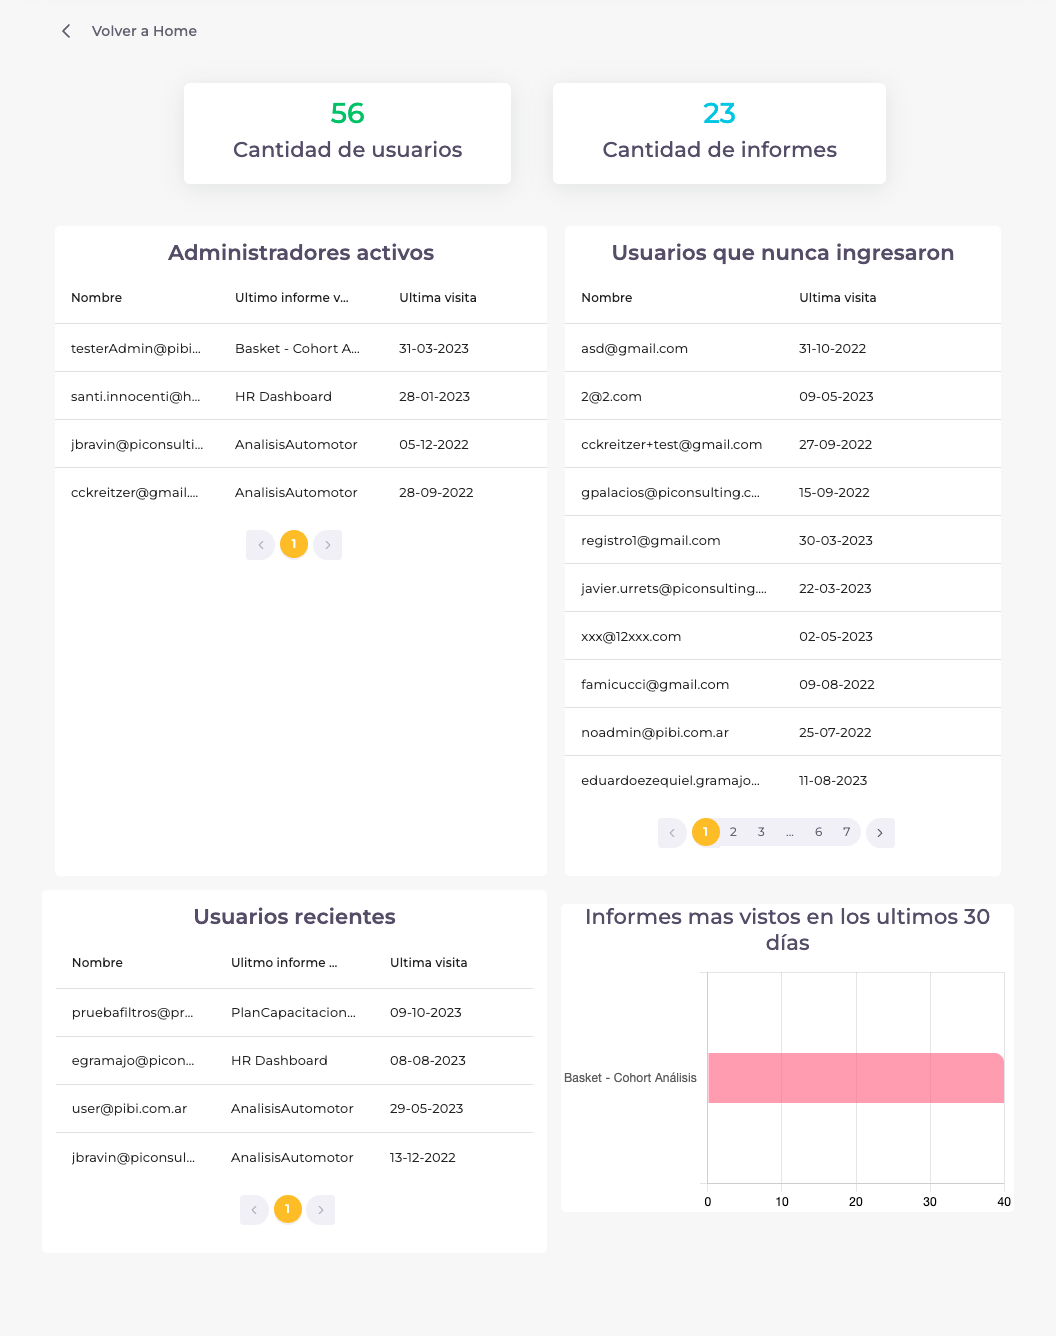 Volver a Home
56
Cantidad de usuarios
23
Cantidad de informes
Administradores activos
Nombre Ultimo informe v... Ultima visita
testerAdmin@pibi... Basket - Cohort A... 31-03-2023
santi.innocenti@h... HR Dashboard 28-01-2023
jbravin@piconsulti... AnalisisAutomotor 05-12-2022
cckreitzer@gmail.... AnalisisAutomotor 28-09-2022
1
Usuarios que nunca ingresaron
Nombre Ultima visita
asd@gmail.com 31-10-2022
2@2.com 09-05-2023
cckreitzer+test@gmail.com 27-09-2022
gpalacios@piconsulting.c... 15-09-2022
registro1@gmail.com 30-03-2023
javier.urrets@piconsulting.... 22-03-2023
xxx@12xxx.com 02-05-2023
famicucci@gmail.com 09-08-2022
noadmin@pibi.com.ar 25-07-2022
eduardoezequiel.gramajo... 11-08-2023
1 2 3 ... 6 7
Usuarios recientes
Nombre Ulitmo informe ... Ultima visita
pruebafiltros@pr... PlanCapacitacion... 09-10-2023
egramajo@picon... HR Dashboard 08-08-2023
user@pibi.com.ar AnalisisAutomotor 29-05-2023
jbravin@piconsul... AnalisisAutomotor 13-12-2022
1
Informes mas vistos en los ultimos 30
días
Basket - Cohort Análisis
0 10 20 30 40